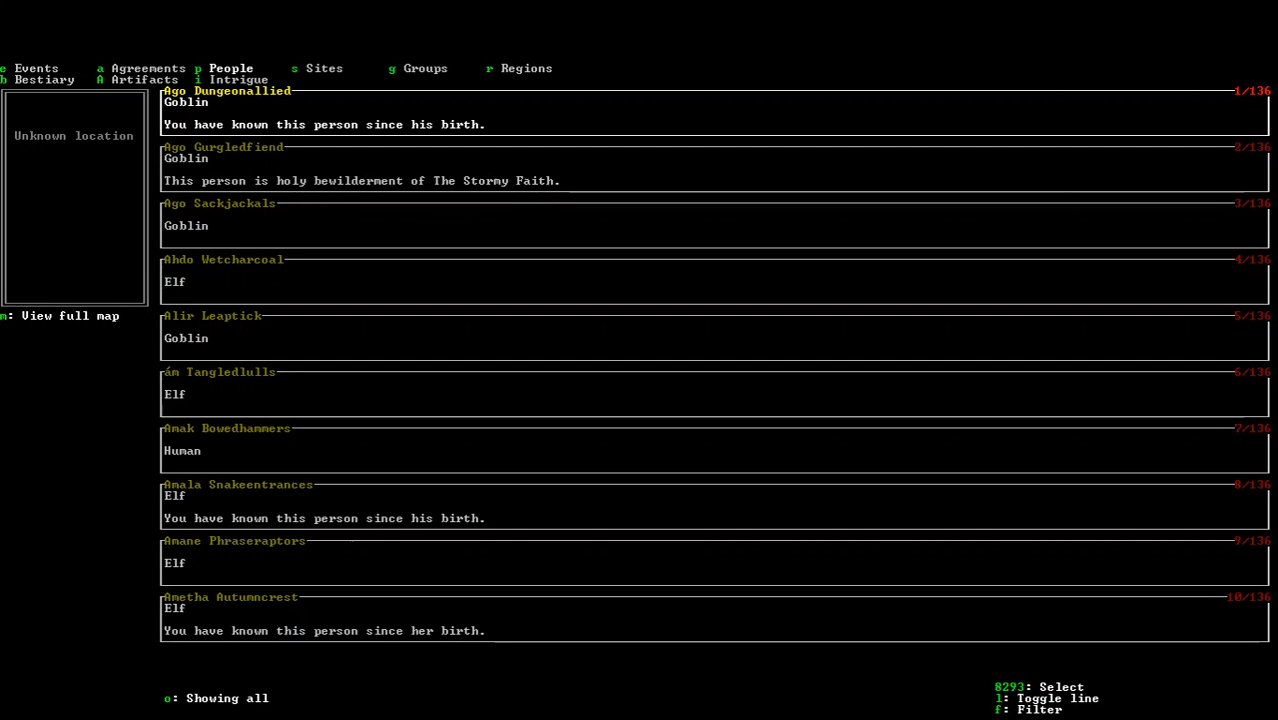 e Events a Agreements p People s Sites g Groups r Regions
b Bestiary A Artifacts i Intrigue
Ago Dungeonallied 1/136
Goblin
Unknown location
You have known this person since his birth.
Ago Gurgledfiend 2/136
Goblin
This person is holy bewilderment of The Stormy Faith.
Ago Sackjackals 3/136
Goblin
Ahdo Wetcharcoal 4/136
Elf
m: View full map
Alir Leaptick 5/136
Goblin
ám Tangledlulls 6/136
Elf
Amak Bowedhammers 7/136
Human
Amala Snakeentrances 8/136
Elf
You have known this person since his birth.
Amane Phraseraptors 9/136
Elf
Ametha Autumncrest 10/136
Elf
You have known this person since her birth.
o: Showing all
8293: Select
l: Toggle line
f: Filter